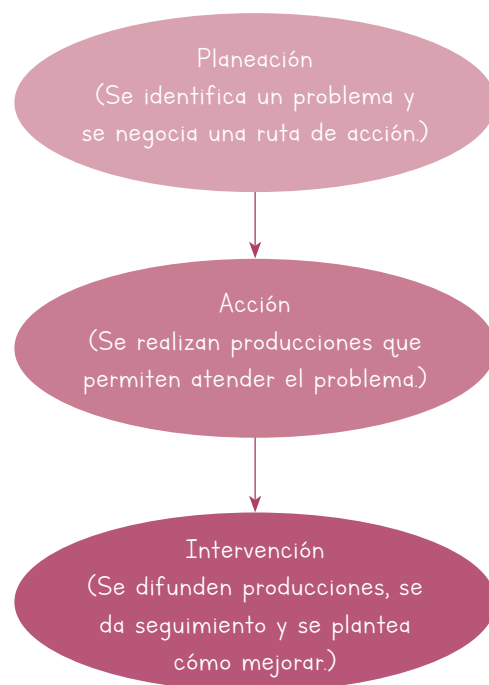 Planeación
(Se identifica un problema y
se negocia una ruta de acción.)
Acción
(Se realizan producciones que
permiten atender el problema.)
Intervención
(Se difunden producciones, se
da seguimiento y se plantea
cómo mejorar.)